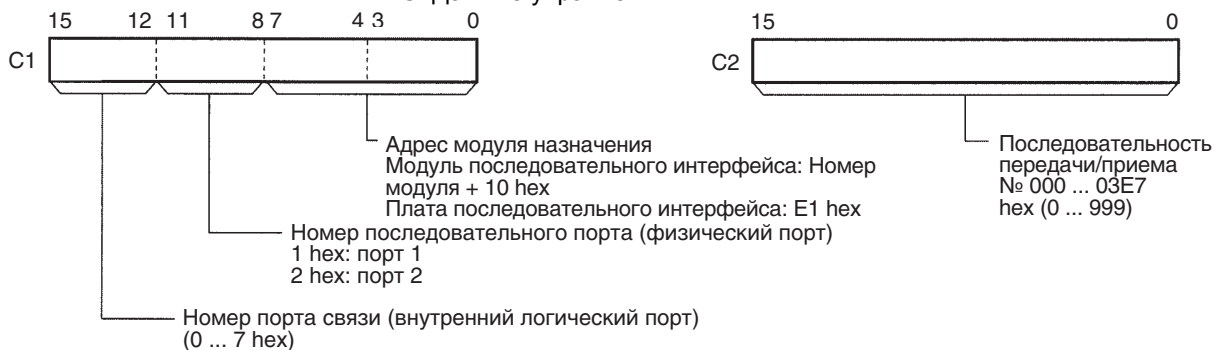 15 12 11 8 7 4 3 0
C1
15 0
C2
Адрес модуля назначения
Модуль последовательного интерфейса: Номер
модуля + 10 hex
Плата последовательного интерфейса: E1 hex
Номер последовательного порта (физический порт)
1 hex: порт 1
2 hex: порт 2
Номер порта связи (внутренний логический порт)
(0 ... 7 hex)
Последовательность
передачи/приема
№ 000 ... 03E7
hex (0 ... 999)